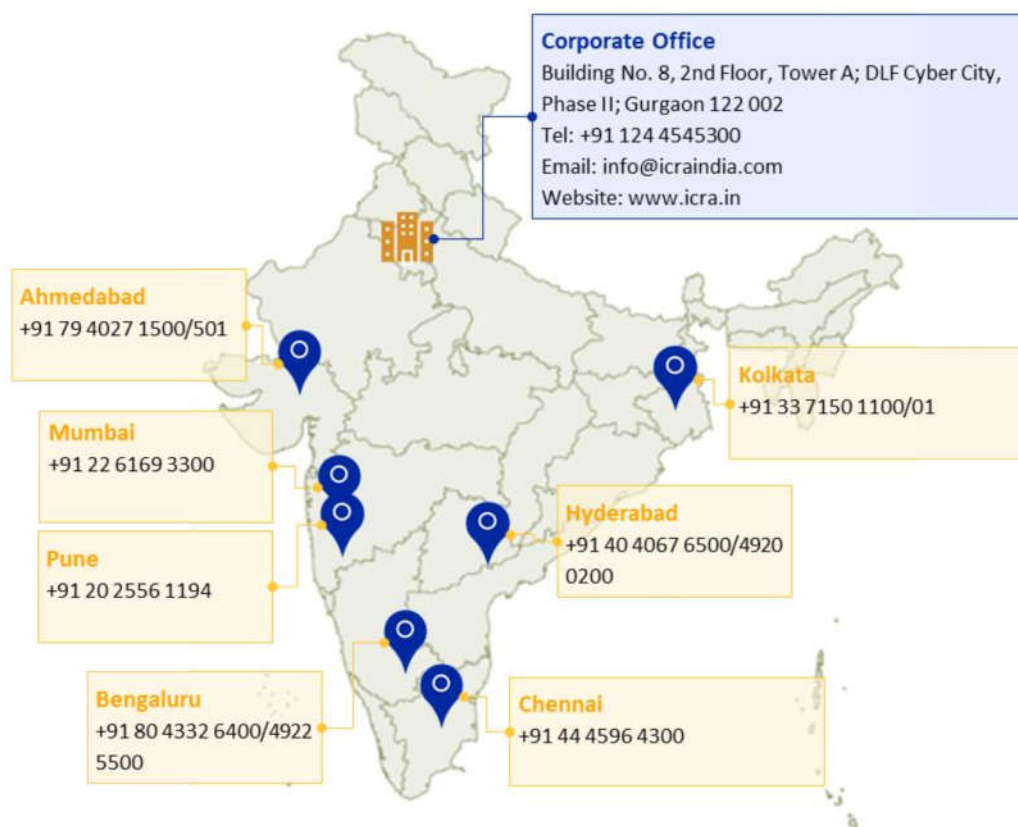 Corporate Office
Building No. 8, 2nd Floor, Tower A; DLF Cyber City,
Phase II; Gurgaon 122 002
Tel: +91 124 4545300
Email: info@icraindia.com
Website: www.icra.in
Ahmedabad
+91 79 4027 1500/501
Kolkata
+91 33 7150 1100/01
Mumbai
+91 22 6169 3300
Hyderabad
+91 40 4067 6500/4920
0200
Pune
+91 20 2556 1194
Bengaluru
+91 80 4332 6400/4922
5500
Chennai
+91 44 4596 4300